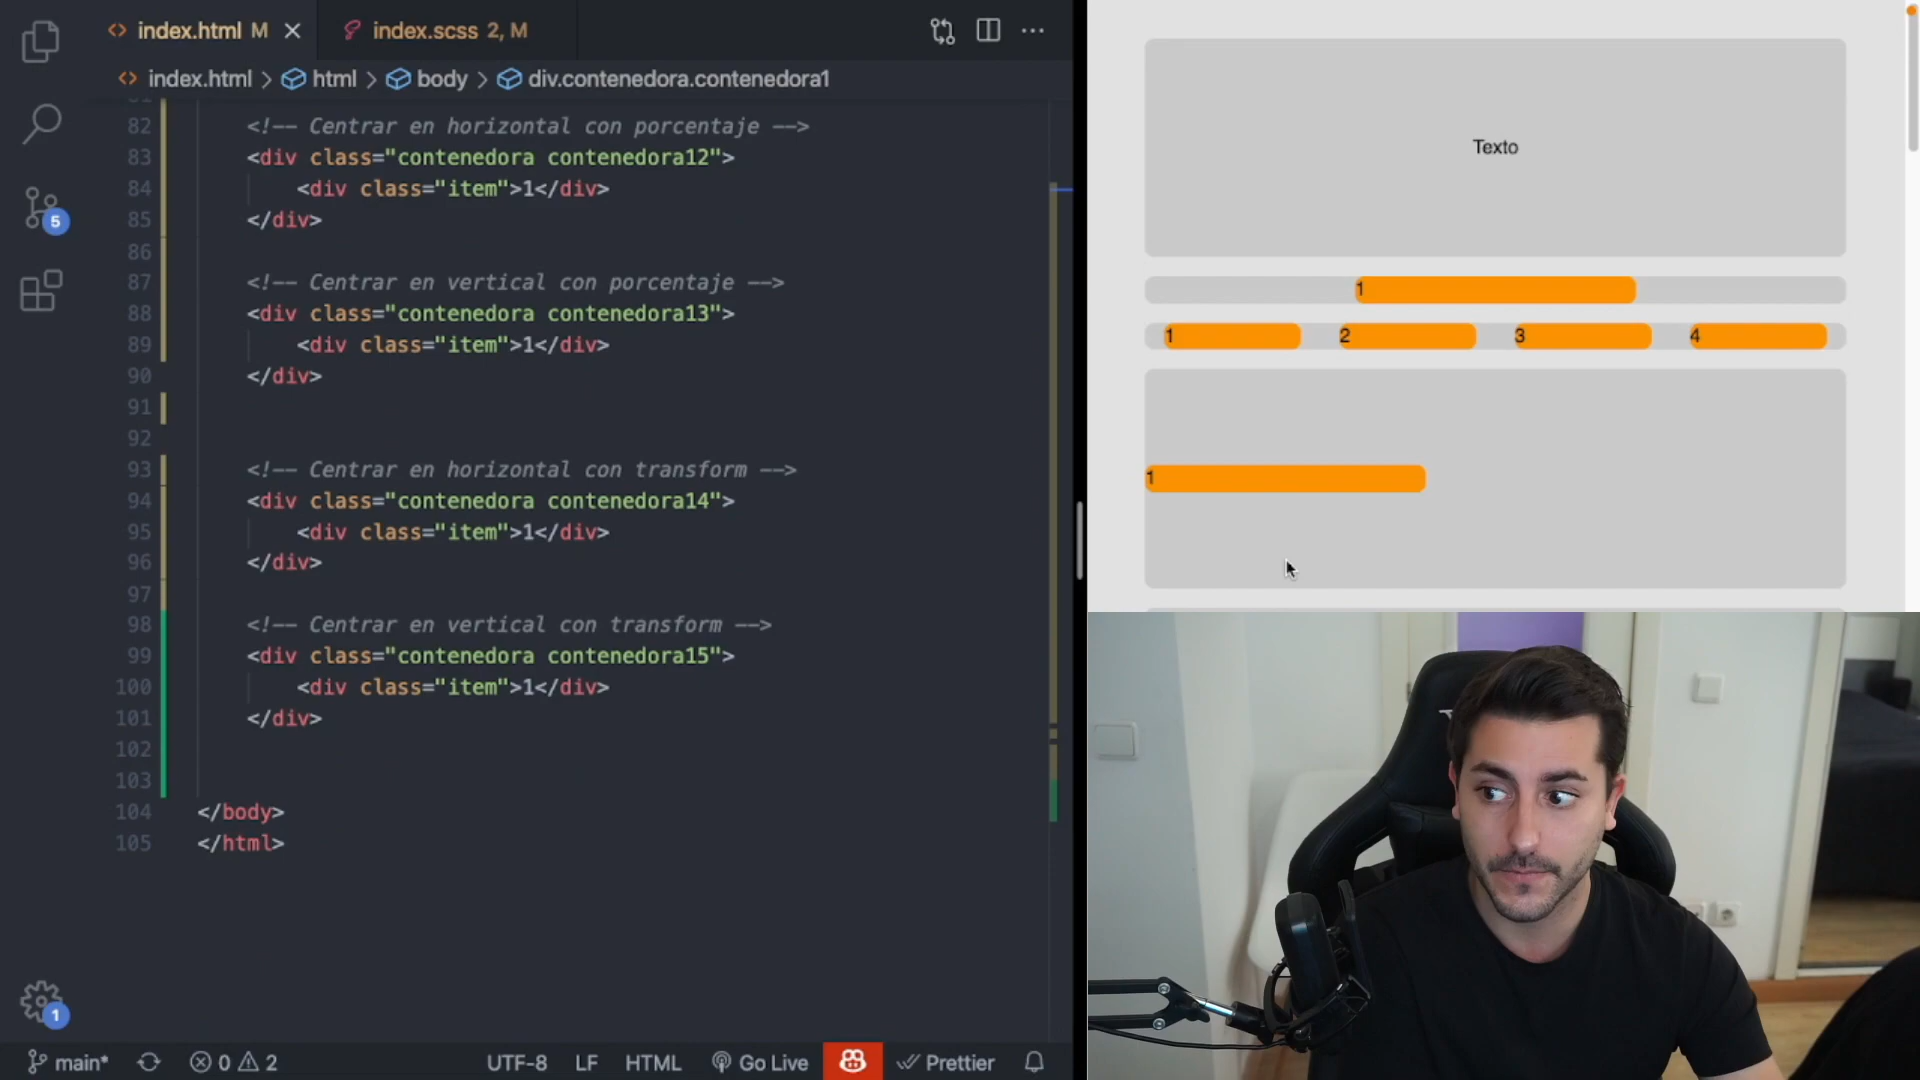 index.html M
index.scss 2, M
index.html > html > body > div.contenedora.contenedora1
82 <!-- Centrar en horizontal con porcentaje -->
83 <div class="contenedora contenedora12">
84 <div class="item">1</div>
85 </div>
86
87 <!-- Centrar en vertical con porcentaje -->
88 <div class="contenedora contenedora13">
89 <div class="item">1</div>
90 </div>
91
92
93 <!-- Centrar en horizontal con transform -->
94 <div class="contenedora contenedora14">
95 <div class="item">1</div>
96 </div>
97
98 <!-- Centrar en vertical con transform -->
99 <div class="contenedora contenedora15">
100 <div class="item">1</div>
101 </div>
102
103
104 </body>
105 </html>
5
1
main* 0 2 UTF-8 LF HTML Go Live Prettier
Texto
1
1 2 3 4
1